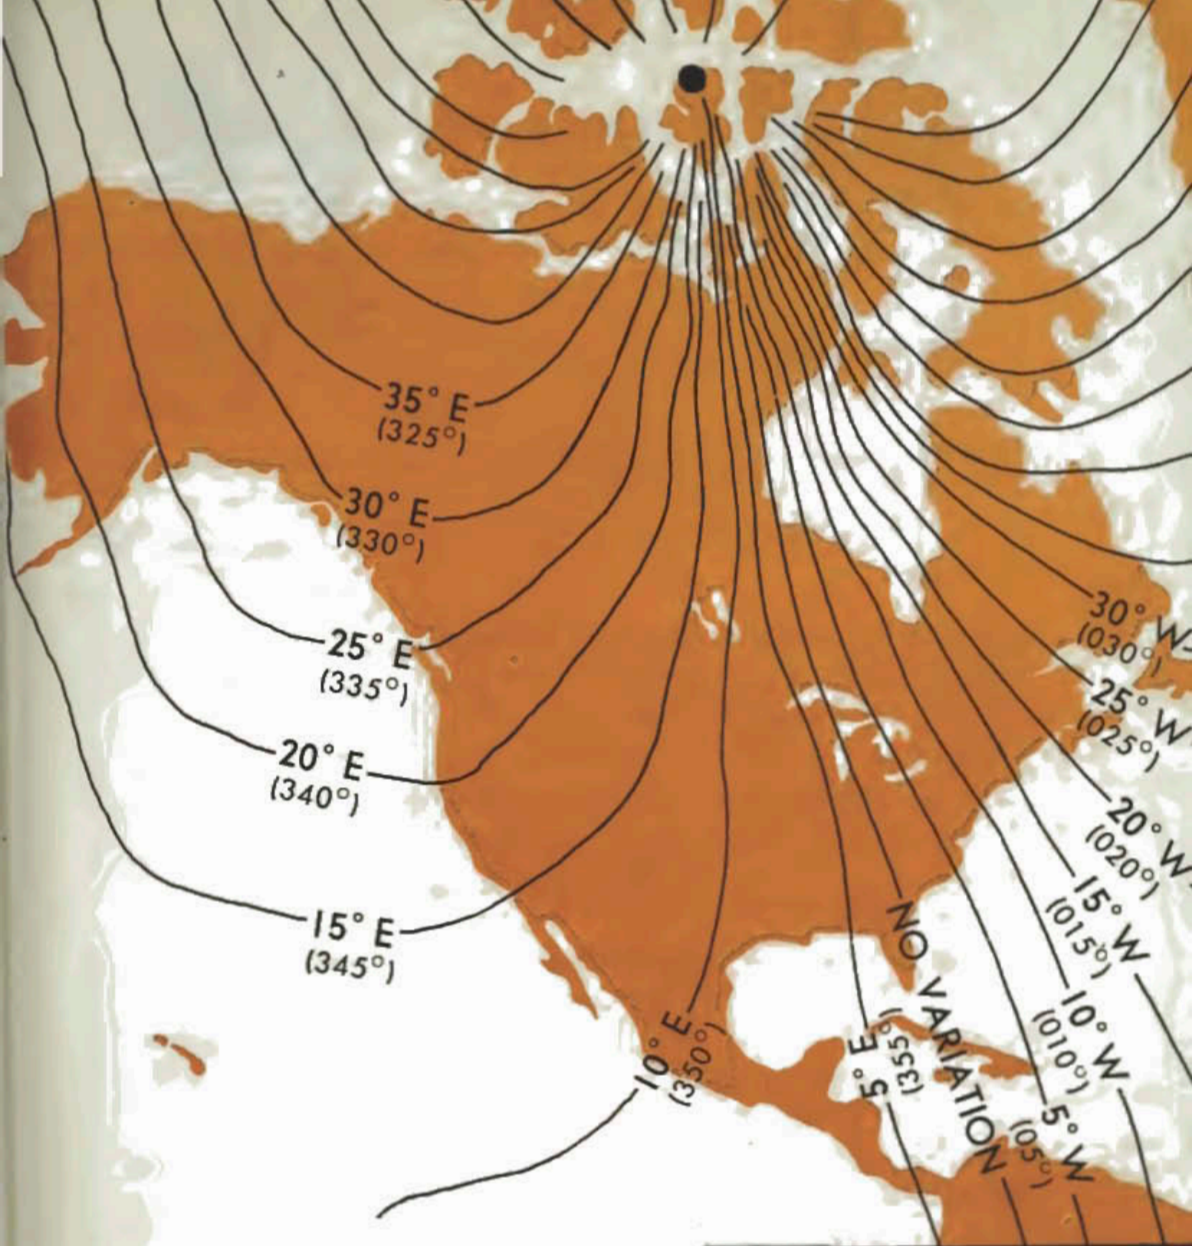 35° E
(325°)
30° E
(330°)
25° E
(335°)
20° E
(340°)
15° E
(345°)
10° E
(350°)
5° E
(355°)
NO VARIATION
5° W
(05°)
10° W
(010°)
15° W
(015°)
20° W
(020°)
25° W
(025°)
30° W
(030°)